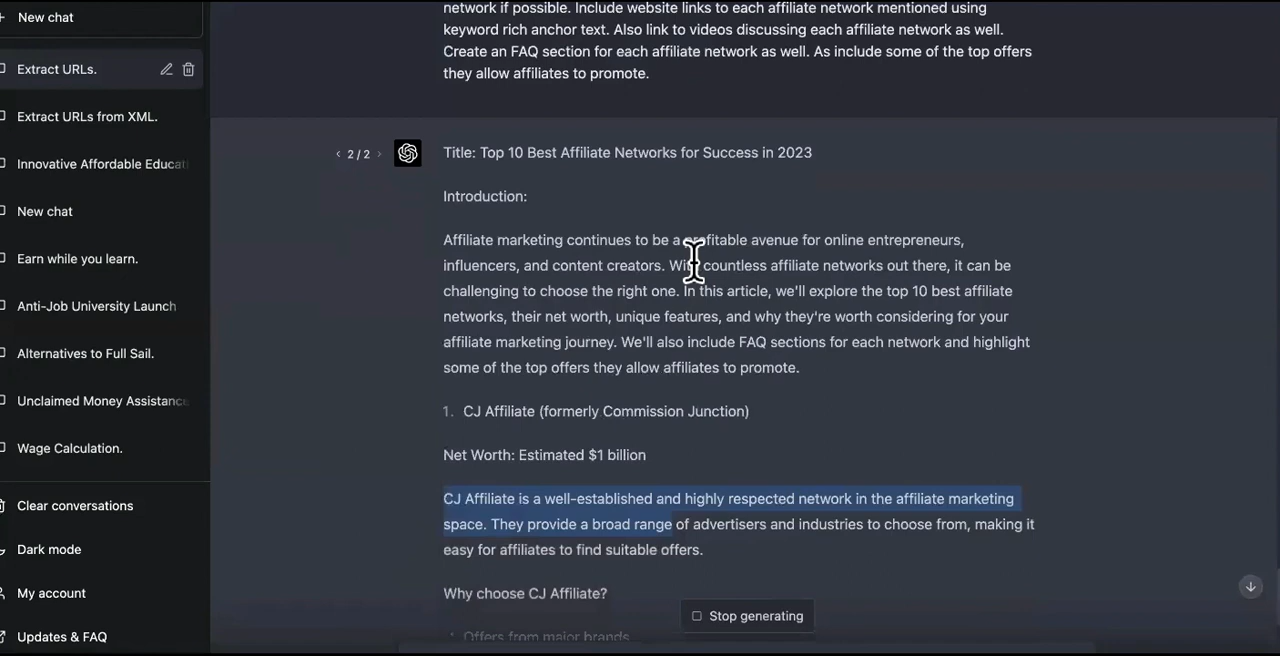 New chat
Extract URLs.
Extract URLs from XML.
Innovative Affordable Educati
New chat
Earn while you learn.
Anti-Job University Launch
Alternatives to Full Sail.
Unclaimed Money Assistance
Wage Calculation.
Clear conversations
Dark mode
My account
Updates & FAQ
network if possible. Include website links to each affiliate network mentioned using
keyword rich anchor text. Also link to videos discussing each affiliate network as well.
Create an FAQ section for each affiliate network as well. As include some of the top offers
they allow affiliates to promote.
< 2 / 2 >
Title: Top 10 Best Affiliate Networks for Success in 2023
Introduction:
Affiliate marketing continues to be a profitable avenue for online entrepreneurs,
influencers, and content creators. With countless affiliate networks out there, it can be
challenging to choose the right one. In this article, we'll explore the top 10 best affiliate
networks, their net worth, unique features, and why they're worth considering for your
affiliate marketing journey. We'll also include FAQ sections for each network and highlight
some of the top offers they allow affiliates to promote.
1. CJ Affiliate (formerly Commission Junction)
Net Worth: Estimated $1 billion
CJ Affiliate is a well-established and highly respected network in the affiliate marketing
space. They provide a broad range of advertisers and industries to choose from, making it
easy for affiliates to find suitable offers.
Why choose CJ Affiliate?
Stop generating
Offers from major brands